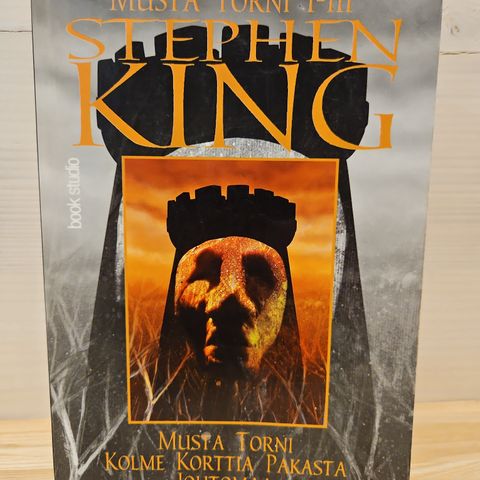 MUSTA TORNI I-III
STEPHEN
KING
book studio
MUSTA TORNI
KOLME KORTTIA PAKASTA